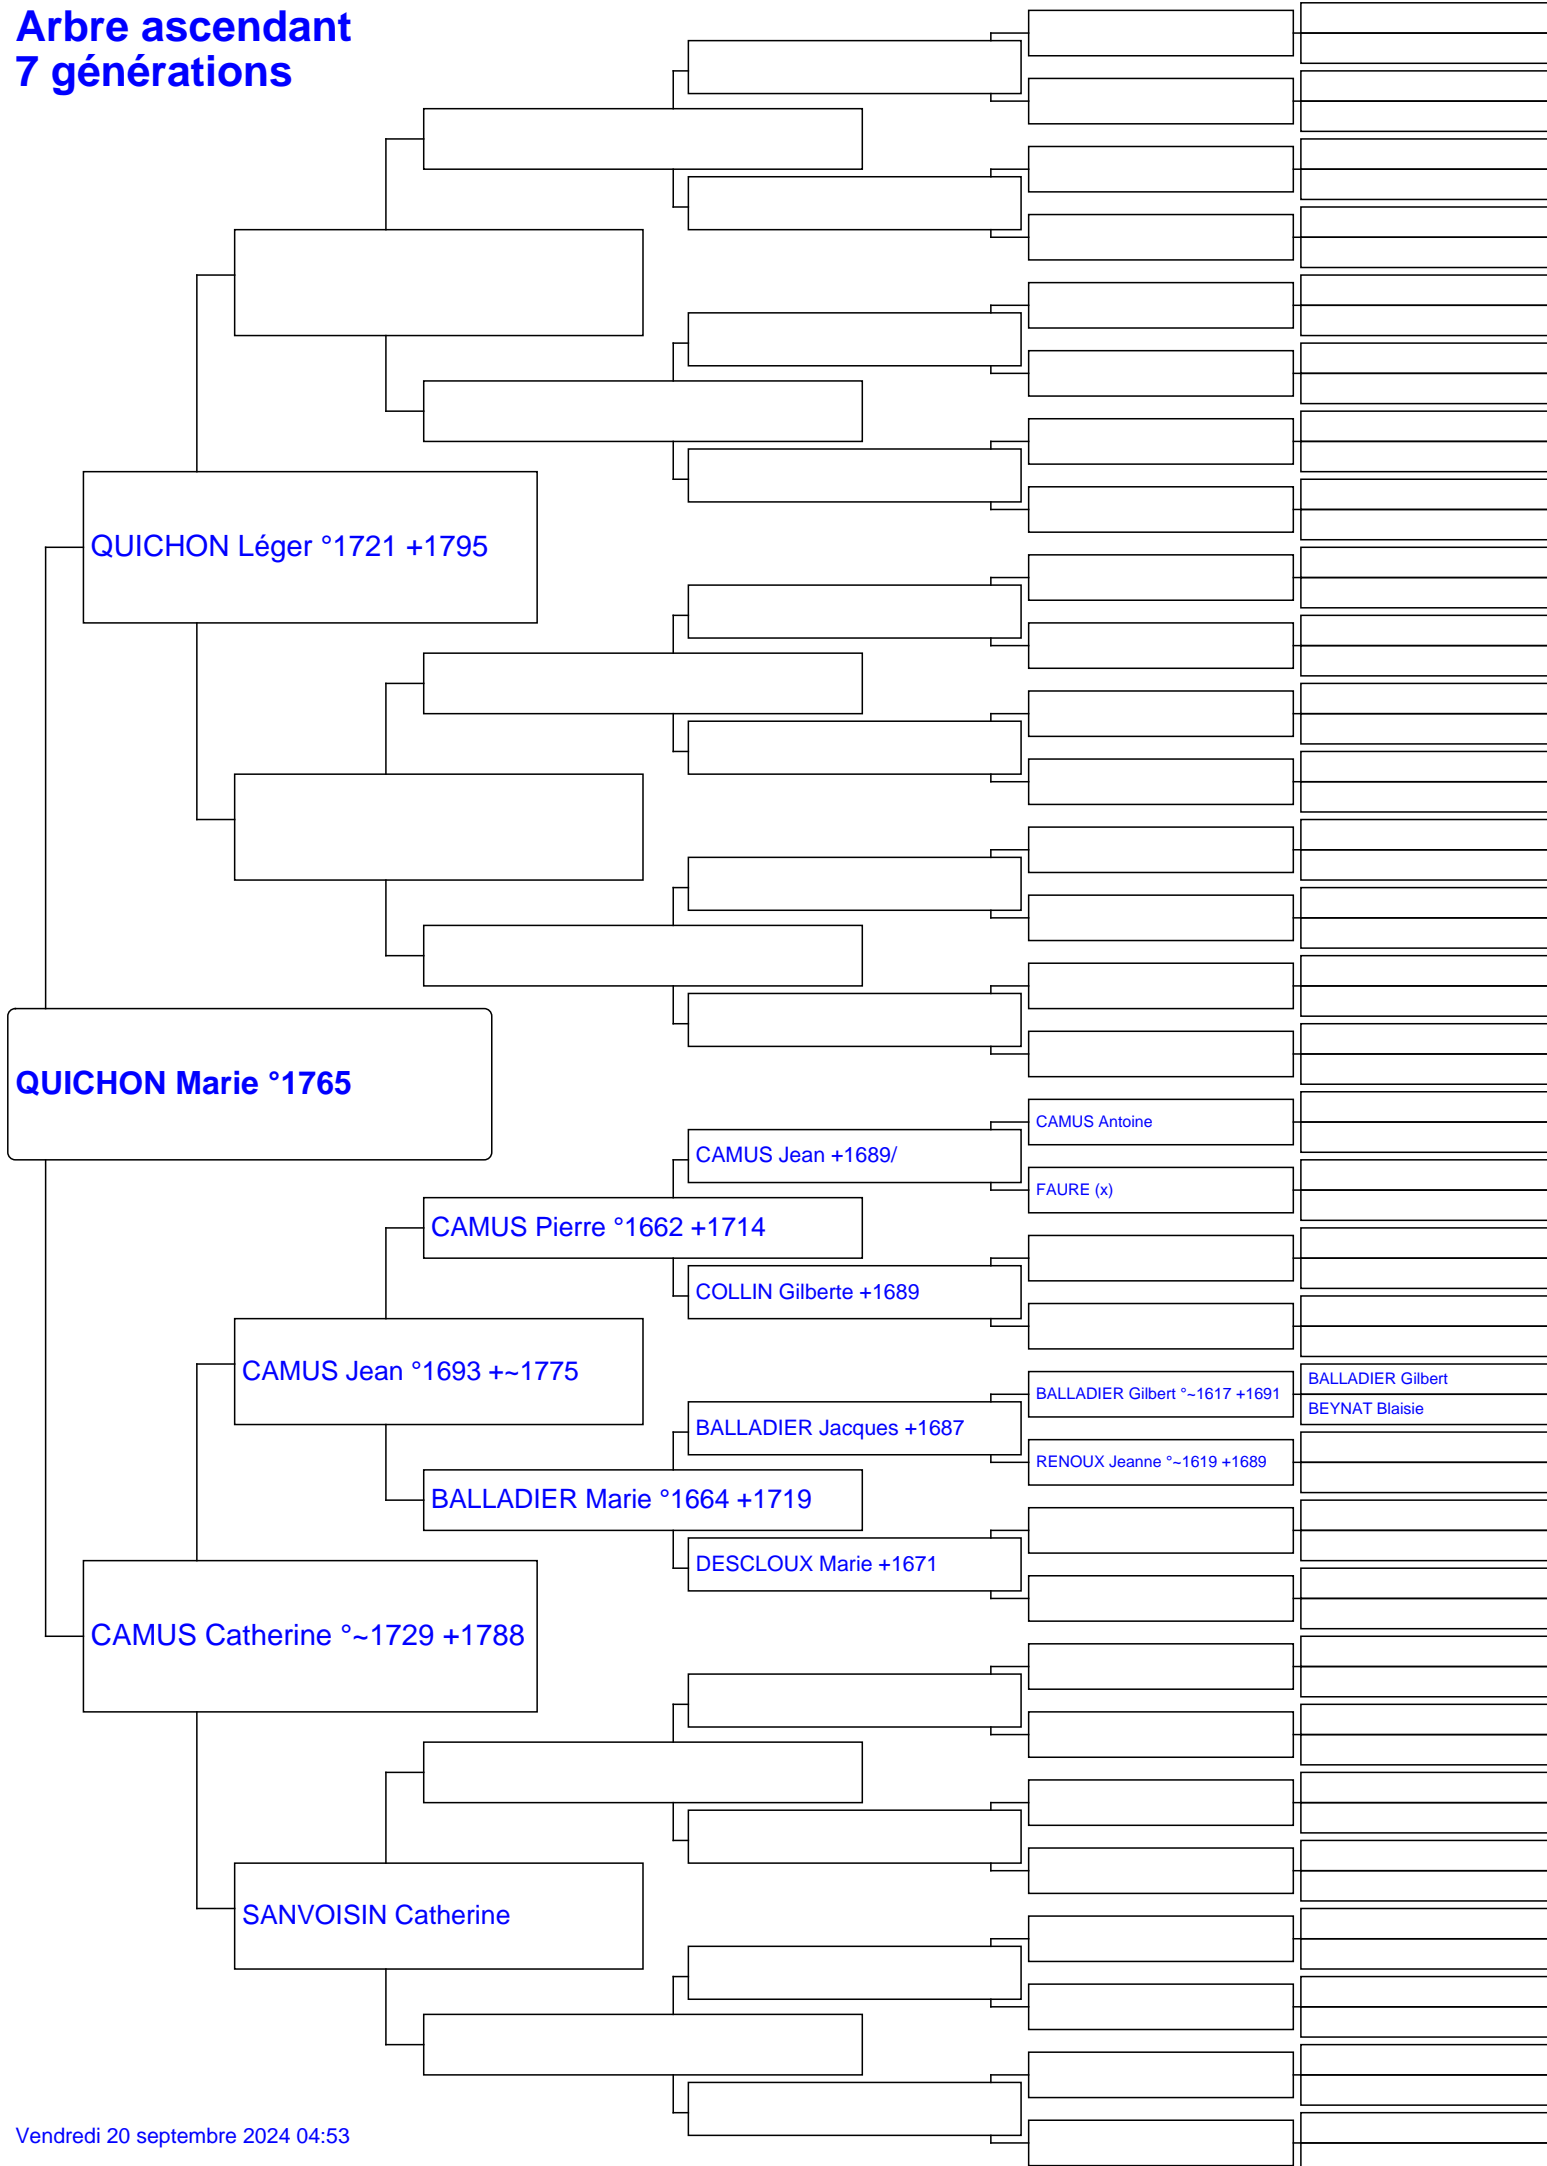 Arbre ascendant
7 générations
QUICHON Léger °1721 +1795
QUICHON Marie °1765
CAMUS Antoine
CAMUS Jean +1689/
FAURE (x)
CAMUS Pierre °1662 +1714
COLLIN Gilberte +1689
CAMUS Jean °1693 +~1775
BALLADIER Gilbert
BALLADIER Gilbert °~1617 +1691
BEYNAT Blaisie
BALLADIER Jacques +1687
RENOUX Jeanne °~1619 +1689
BALLADIER Marie °1664 +1719
DESCLOUX Marie +1671
CAMUS Catherine °~1729 +1788
SANVOISIN Catherine
Vendredi 20 septembre 2024 04:53